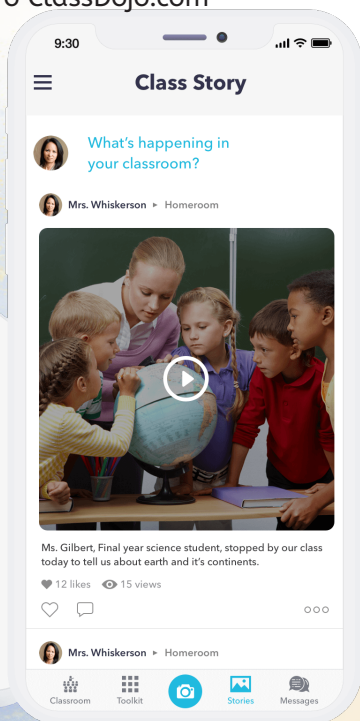 o ClassDojo.com
9:30
Class Story
What's happening in
your classroom?
Mrs. Whiskerson ▸ Homeroom
Ms. Gilbert, Final year science student, stopped by our class
today to tell us about earth and it's continents.
12 likes 15 views
Mrs. Whiskerson ▸ Homeroom
Classroom Toolkit Stories Messages